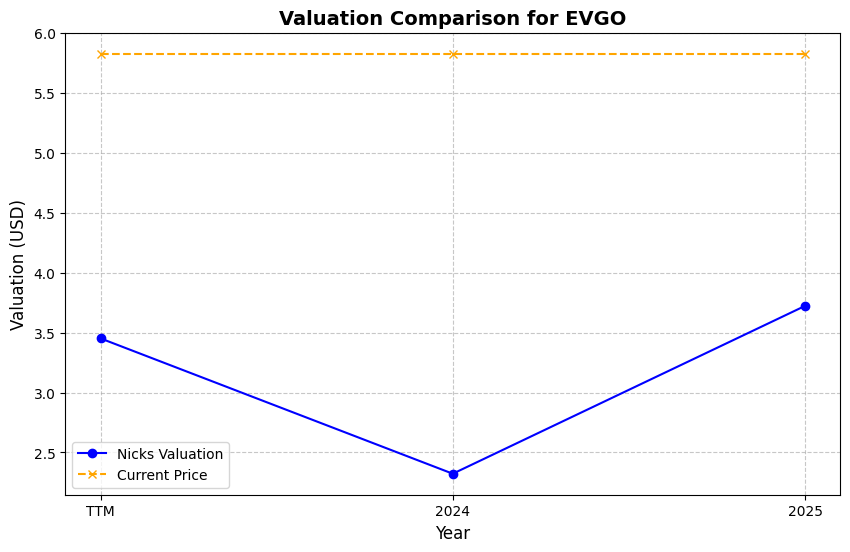 Valuation Comparison for EVGO
Valuation (USD)
6.0
5.5
5.0
4.5
4.0
3.5
3.0
2.5
Nicks Valuation
Current Price
TTM
2024
2025
Year